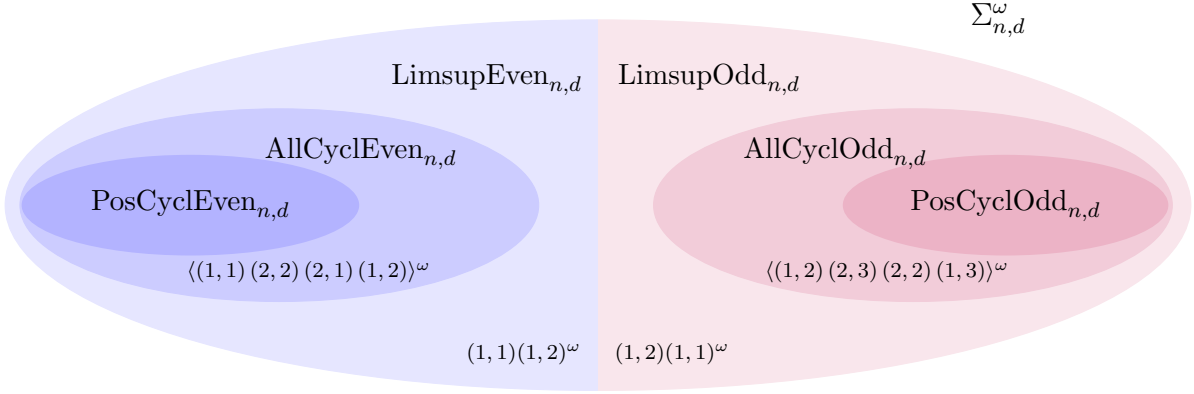 Σ^ω_{n,d}
LimsupEven_{n,d} LimsupOdd_{n,d}
AllCyclEven_{n,d} AllCyclOdd_{n,d}
PosCyclEven_{n,d} PosCyclOdd_{n,d}
⟨(1, 1) (2, 2) (2, 1) (1, 2)⟩^ω ⟨(1, 2) (2, 3) (2, 2) (1, 3)⟩^ω
(1, 1)(1, 2)^ω (1, 2)(1, 1)^ω